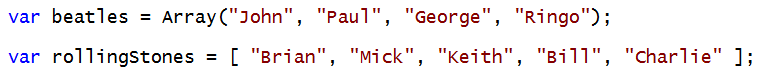 var beatles = Array("John", "Paul", "George", "Ringo");
var rollingStones = [ "Brian", "Mick", "Keith", "Bill", "Charlie" ];